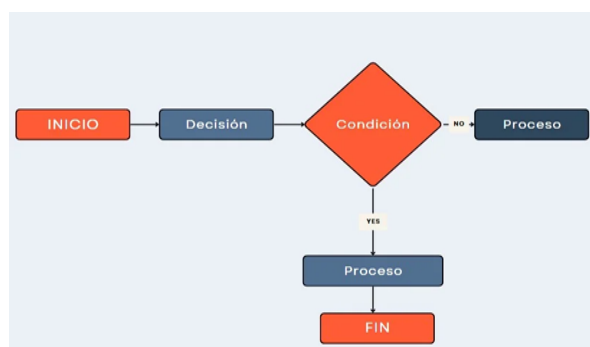 INICIO
Decisión
Condición
NO
Proceso
YES
Proceso
FIN